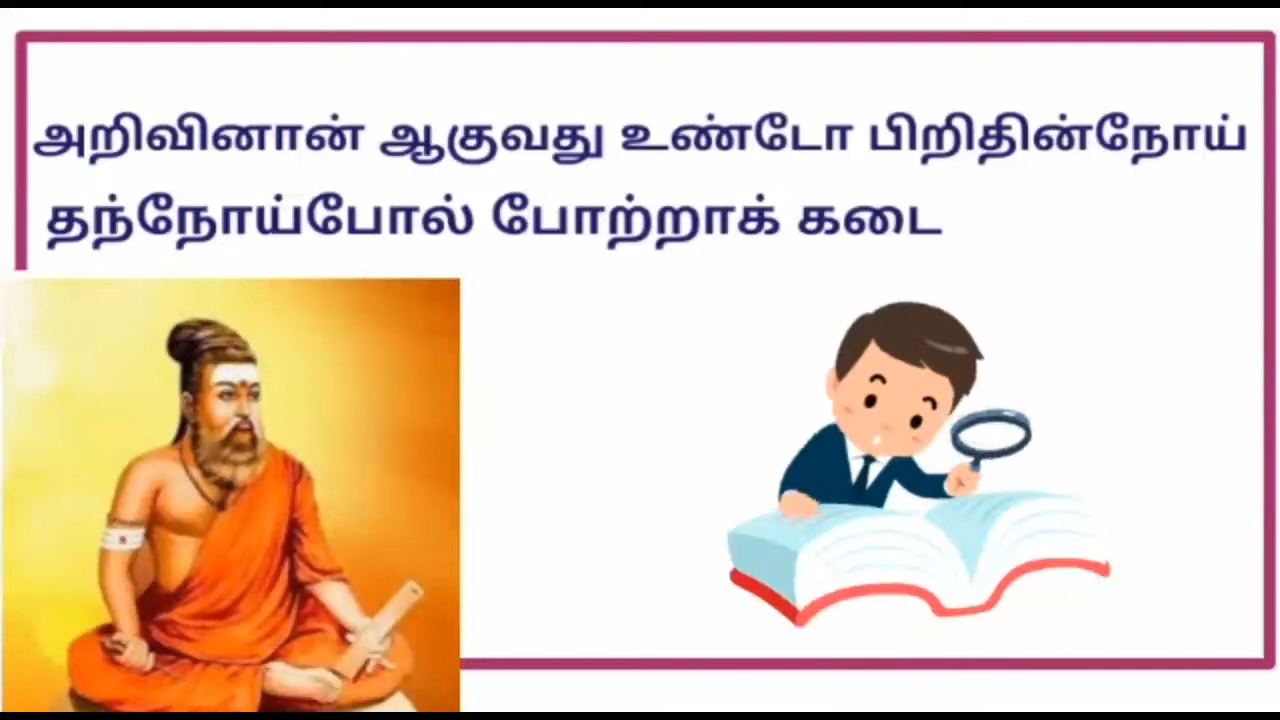 அறிவினான் ஆகுவது உண்டோ பிறிதின்நோய்
தந்நோய்போல் போற்றாக் கடை